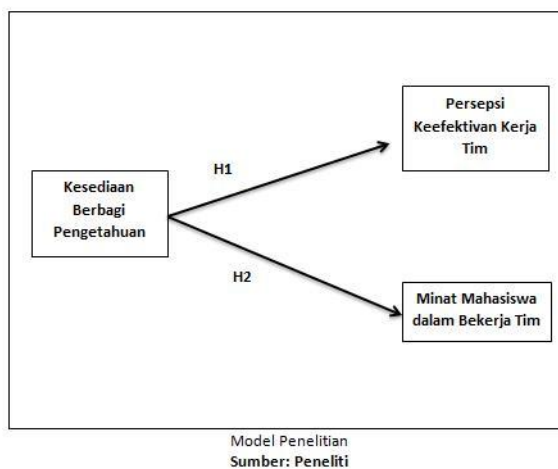 Persepsi
Keefektivan Kerja
Tim
H1
Kesediaan
Berbagi
Pengetahuan
H2
Minat Mahasiswa
dalam Bekerja Tim
Model Penelitian
Sumber: Peneliti